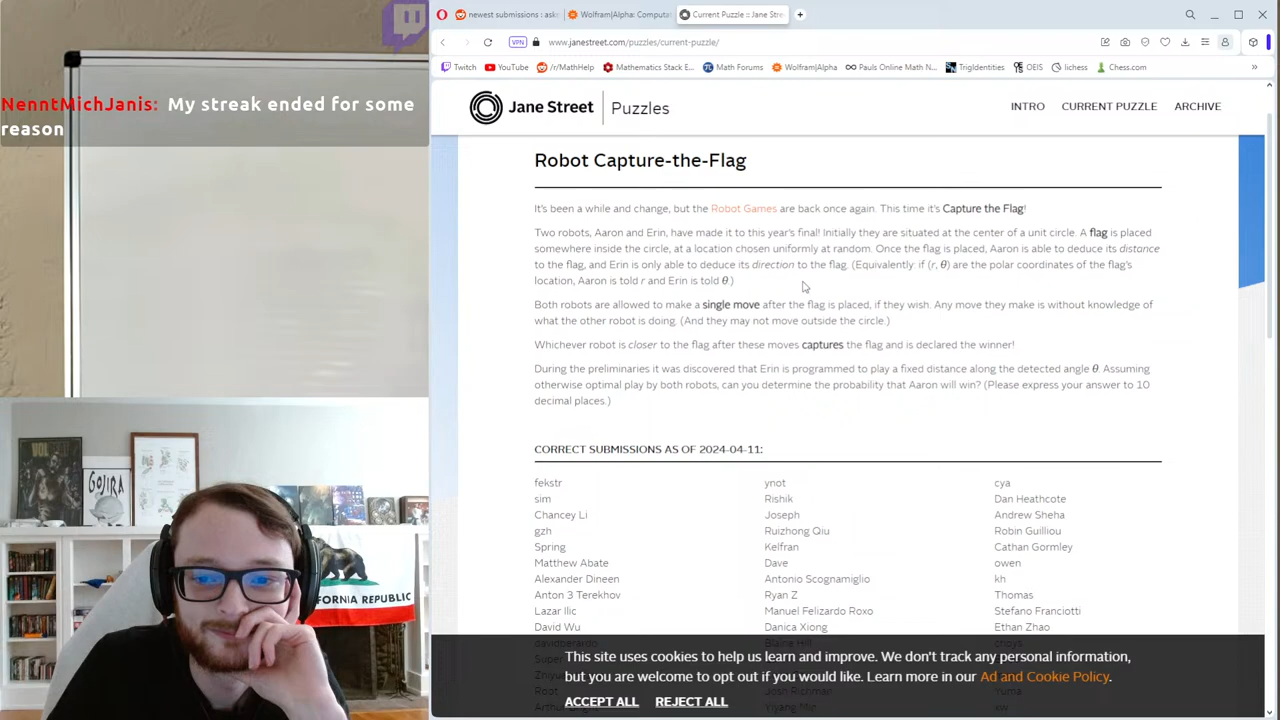 newest submissions : aske
Wolfram|Alpha: Computat
Current Puzzle :: Jane Stree
VPN
www.janestreet.com/puzzles/current-puzzle/
Twitch
YouTube
/r/MathHelp
Mathematics Stack E...
Math Forums
Wolfram|Alpha
Pauls Online Math N...
TrigIdentities
OEIS
lichess
Chess.com
»
NenntMichJanis: My streak ended for some
reason
Jane Street
Puzzles
INTRO
CURRENT PUZZLE
ARCHIVE
Robot Capture-the-Flag
It's been a while and change, but the Robot Games are back once again. This time it's Capture the Flag!
Two robots, Aaron and Erin, have made it to this year's final! Initially they are situated at the center of a unit circle. A flag is placed
somewhere inside the circle, at a location chosen uniformly at random. Once the flag is placed, Aaron is able to deduce its distance
to the flag, and Erin is only able to deduce its direction to the flag. (Equivalently: if (r, θ) are the polar coordinates of the flag's
location, Aaron is told r and Erin is told θ.)
Both robots are allowed to make a single move after the flag is placed, if they wish. Any move they make is without knowledge of
what the other robot is doing. (And they may not move outside the circle.)
Whichever robot is closer to the flag after these moves captures the flag and is declared the winner!
During the preliminaries it was discovered that Erin is programmed to play a fixed distance along the detected angle θ. Assuming
otherwise optimal play by both robots, can you determine the probability that Aaron will win? (Please express your answer to 10
decimal places.)
CORRECT SUBMISSIONS AS OF 2024-04-11:
fekstr
ynot
cya
sim
Rishik
Dan Heathcote
Chancey Li
Joseph
Andrew Sheha
gzh
Ruizhong Qiu
Robin Guilliou
Spring
Kelfran
Cathan Gormley
Matthew Abate
Dave
owen
Alexander Dineen
Antonio Scognamiglio
kh
Anton 3 Terekhov
Ryan Z
Thomas
Lazar Ilic
Manuel Felizardo Roxo
Stefano Franciotti
David Wu
Danica Xiong
Ethan Zhao
This site uses cookies to help us learn and improve. We don't track any personal information,
but you are welcome to opt out if you would like. Learn more in our Ad and Cookie Policy.
ACCEPT ALL
REJECT ALL
GOJIRA
FORNIA REPUBLIC